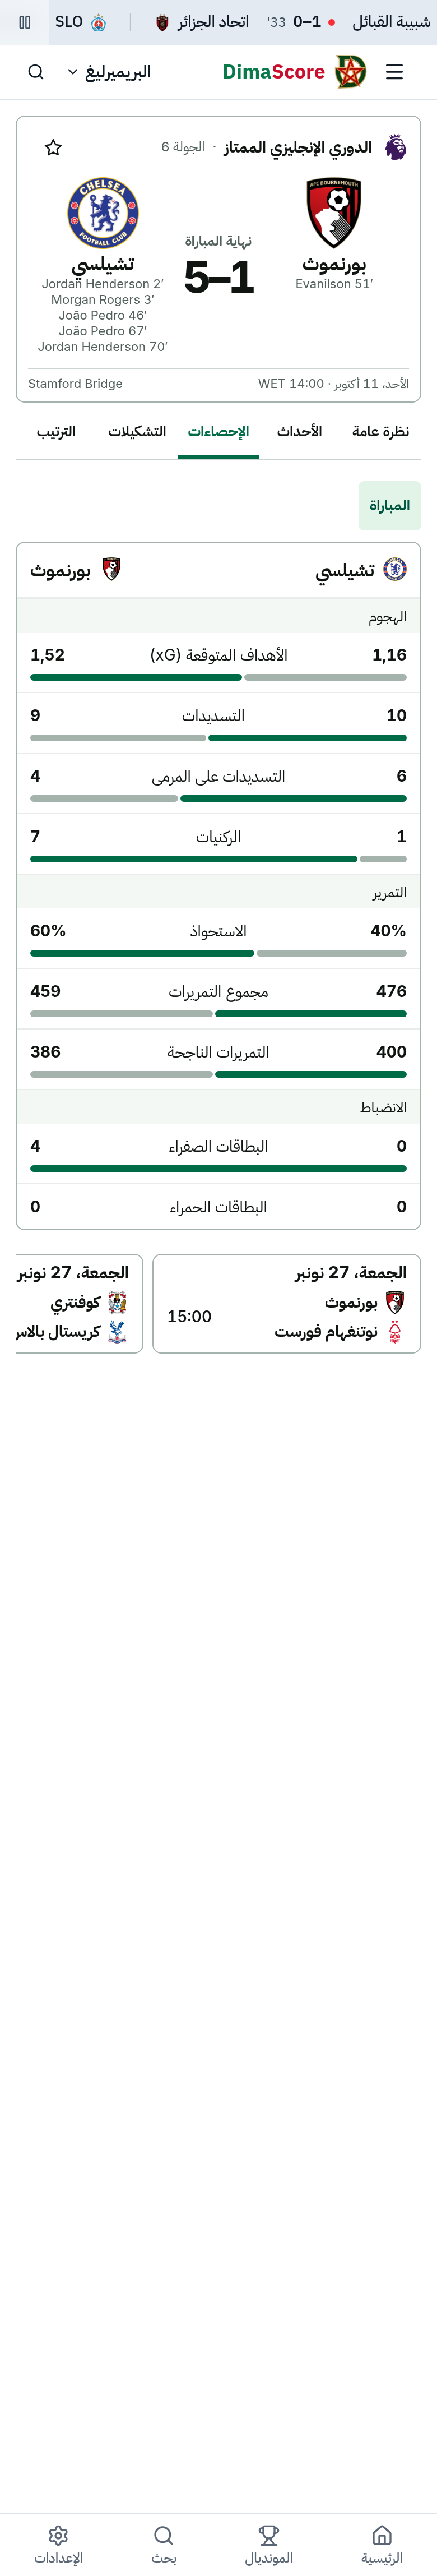 شبيبة القبائل 1–0 33' اتحاد الجزائر SLO
DimaScore البريميرليغ
الدوري الإنجليزي الممتاز · الجولة 6
بورنموث
Evanilson 51'
نهاية المباراة
5–1
تشيلسي
Jordan Henderson 2'
Morgan Rogers 3'
João Pedro 46'
João Pedro 67'
Jordan Henderson 70'
الأحد، 11 أكتوبر · 14:00 WET
Stamford Bridge
نظرة عامة الأحداث الإحصاءات التشكيلات الترتيب
المباراة
تشيلسي بورنموث
الهجوم
1,16 الأهداف المتوقعة (xG) 1,52
10 التسديدات 9
6 التسديدات على المرمى 4
1 الركنيات 7
التمرير
40% الاستحواذ 60%
476 مجموع التمريرات 459
400 التمريرات الناجحة 386
الانضباط
0 البطاقات الصفراء 4
0 البطاقات الحمراء 0
الجمعة، 27 نونبر
بورنموث
نوتنغهام فورست
15:00
الجمعة، 27 نونبر
كوفنتري
كريستال بالاس
الرئيسية المونديال بحث الإعدادات